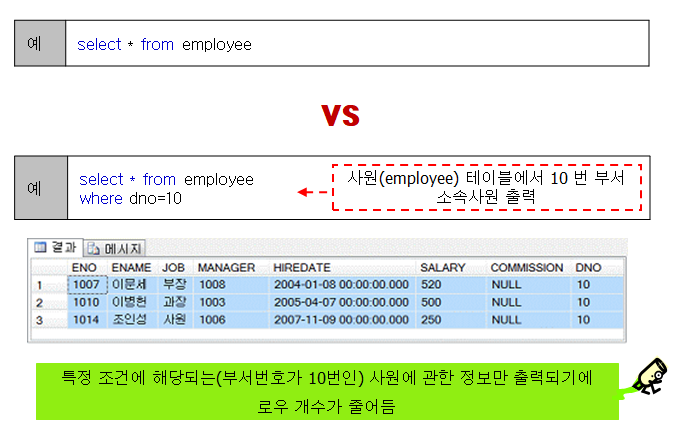 예 select * from employee
VS
예 select * from employee
where dno=10
사원(employee) 테이블에서 10 번 부서
소속사원 출력
결과 메시지
ENO ENAME JOB MANAGER HIREDATE SALARY COMMISSION DNO
1 1007 이문세 부장 1008 2004-01-08 00:00:00.000 520 NULL 10
2 1010 이병헌 과장 1003 2005-04-07 00:00:00.000 500 NULL 10
3 1014 조인성 사원 1006 2007-11-09 00:00:00.000 250 NULL 10
특정 조건에 해당되는(부서번호가 10번인) 사원에 관한 정보만 출력되기에
로우 개수가 줄어듬